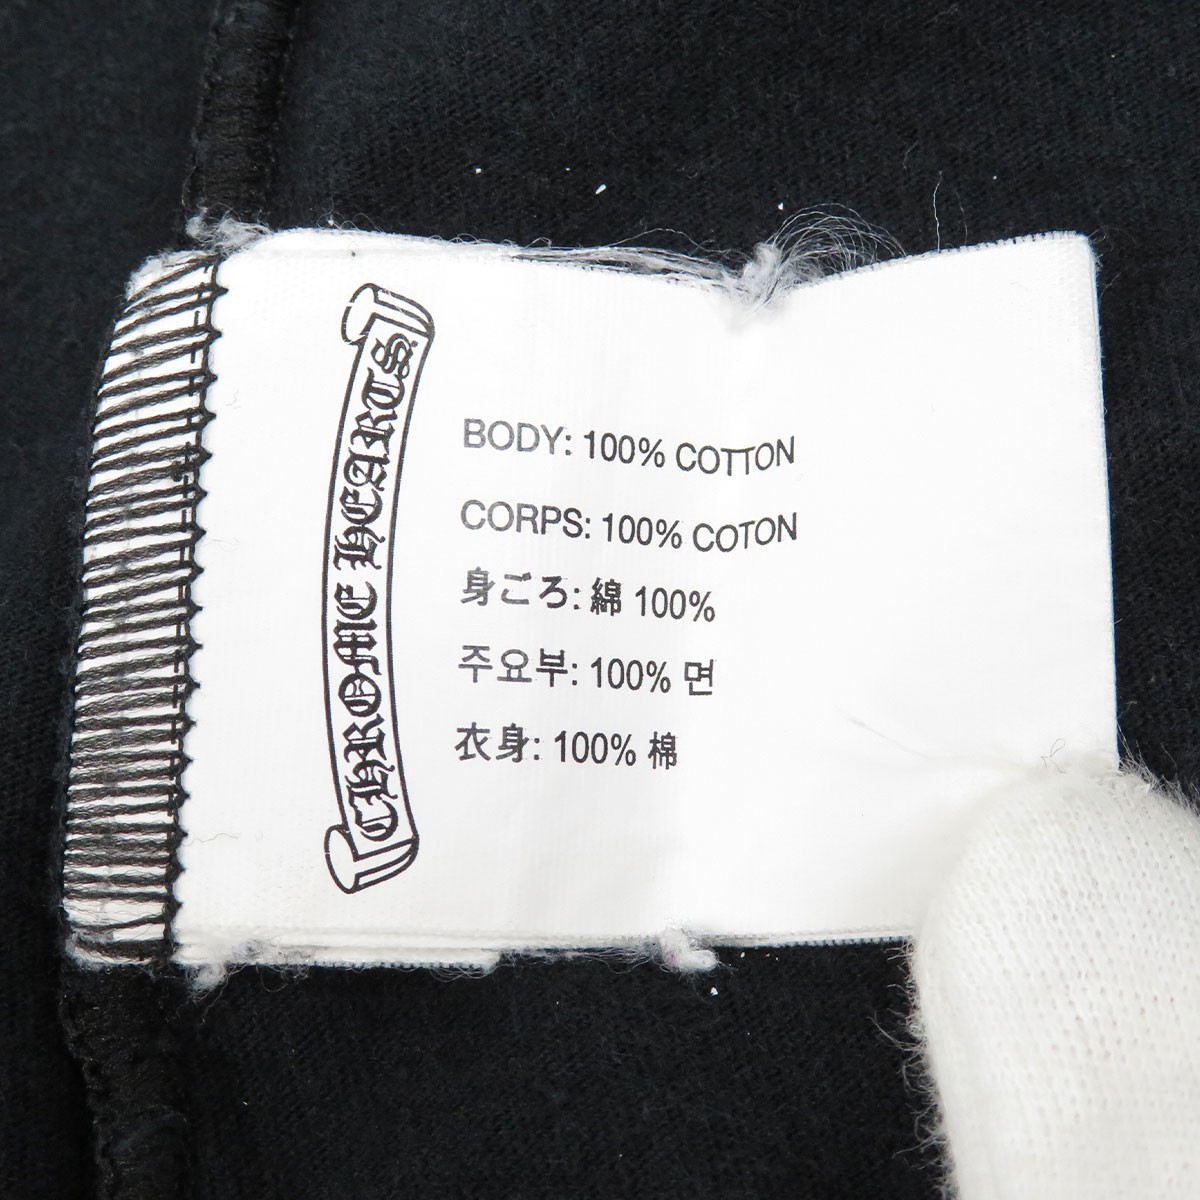 CHROME HEARTS
BODY: 100% COTTON
CORPS: 100% COTON
身ごろ: 綿 100%
주요부: 100% 면
衣身: 100% 棉